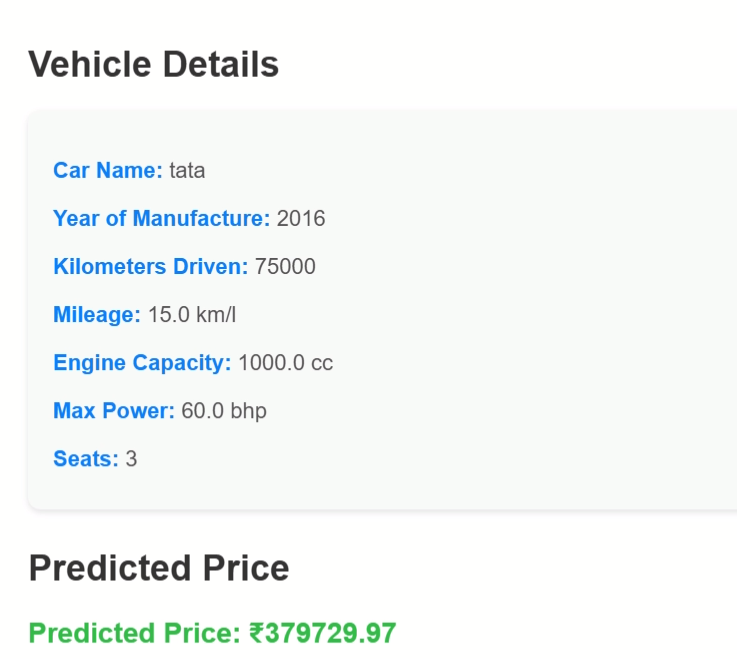 Vehicle Details
Car Name: tata
Year of Manufacture: 2016
Kilometers Driven: 75000
Mileage: 15.0 km/l
Engine Capacity: 1000.0 cc
Max Power: 60.0 bhp
Seats: 3
Predicted Price
Predicted Price: ₹379729.97